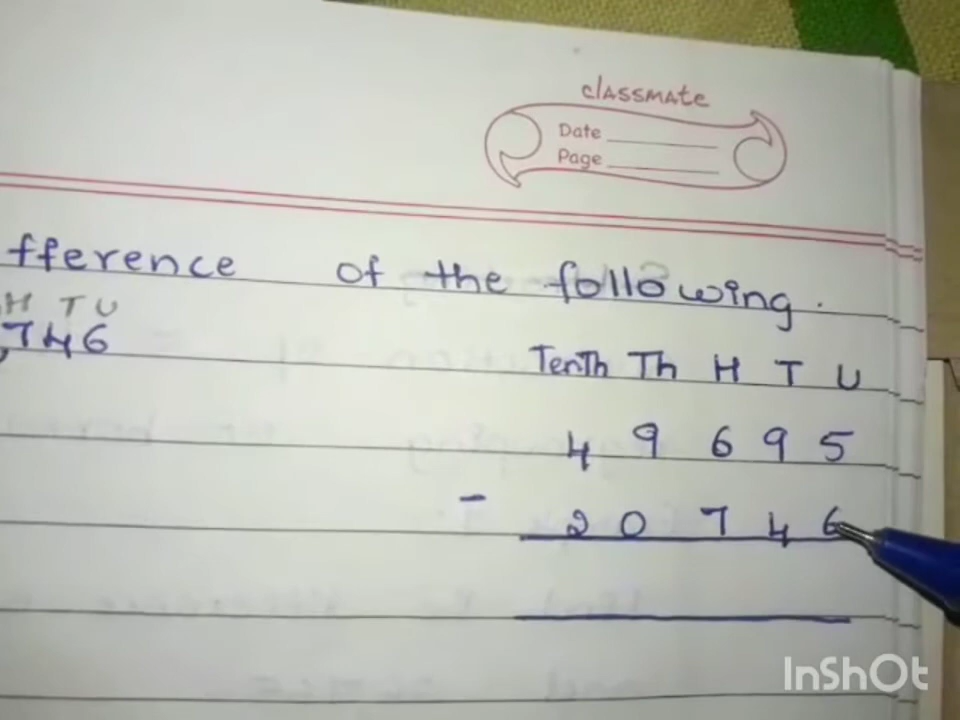 classmate
Date
Page
fference of the following.
H T U
,746
TenTh Th H T U
4 9 6 9 5
- 2 0 7 4 6
InShOt